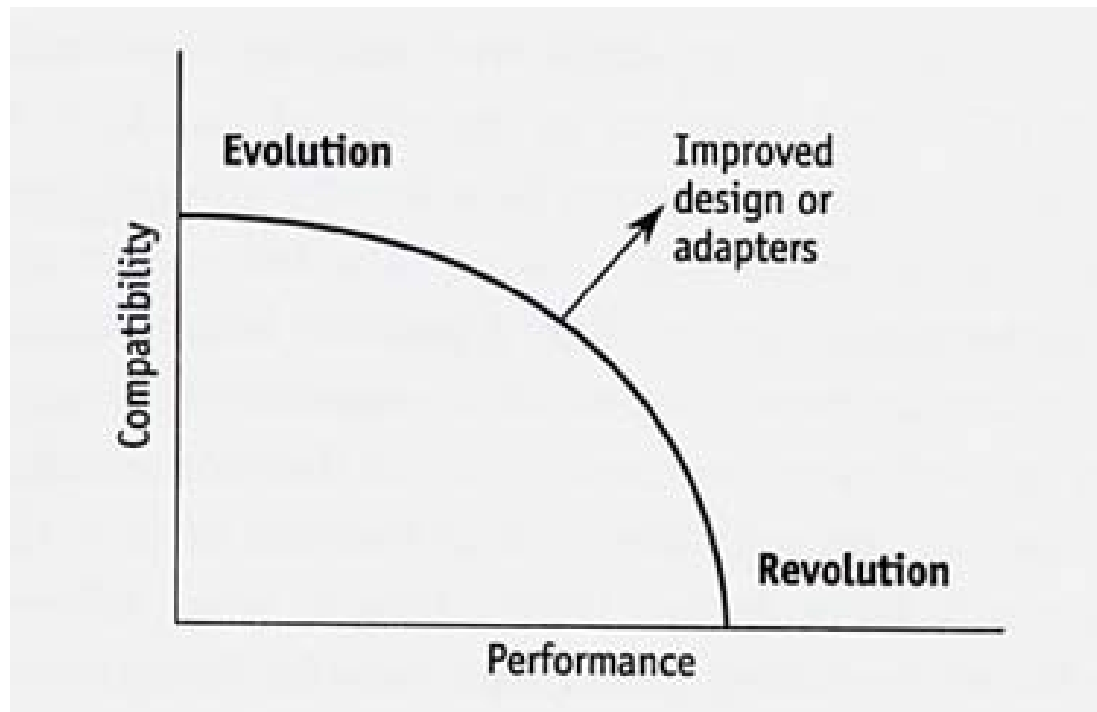 Evolution
Improved
design or
adapters
Compatibility
Revolution
Performance